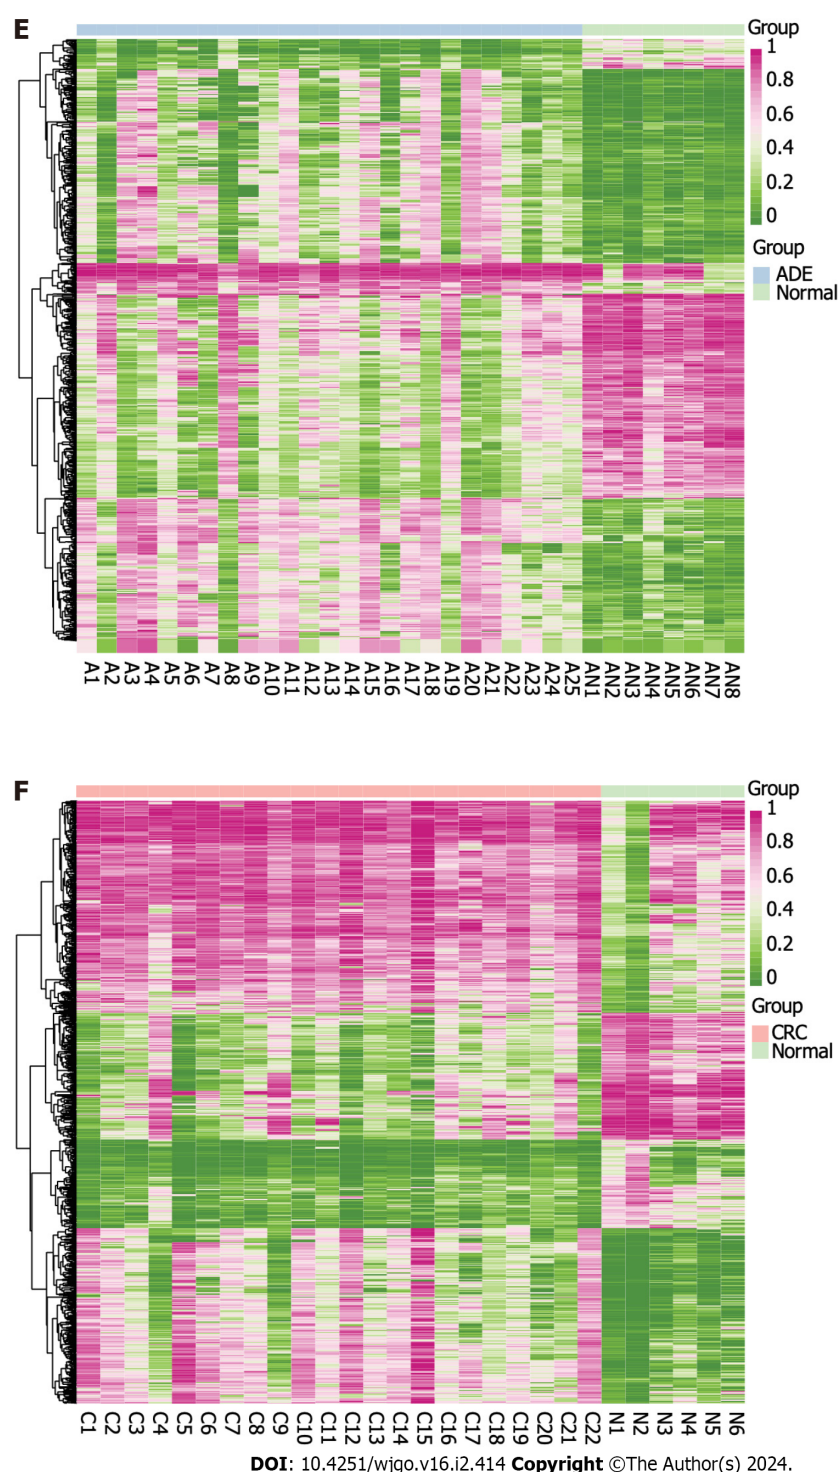 E
Group
1
0.8
0.6
0.4
0.2
0
Group
ADE
Normal
A1 A2 A3 A4 A5 A6 A7 A8 A9 A10 A11 A12 A13 A14 A15 A16 A17 A18 A19 A20 A21 A22 A23 A24 A25 AN1 AN2 AN3 AN4 AN5 AN6 AN7 AN8
F
Group
1
0.8
0.6
0.4
0.2
0
Group
CRC
Normal
C1 C2 C3 C4 C5 C6 C7 C8 C9 C10 C11 C12 C13 C14 C15 C16 C17 C18 C19 C20 C21 C22 N1 N2 N3 N4 N5 N6
DOI: 10.4251/wjgo.v16.i2.414 Copyright ©The Author(s) 2024.